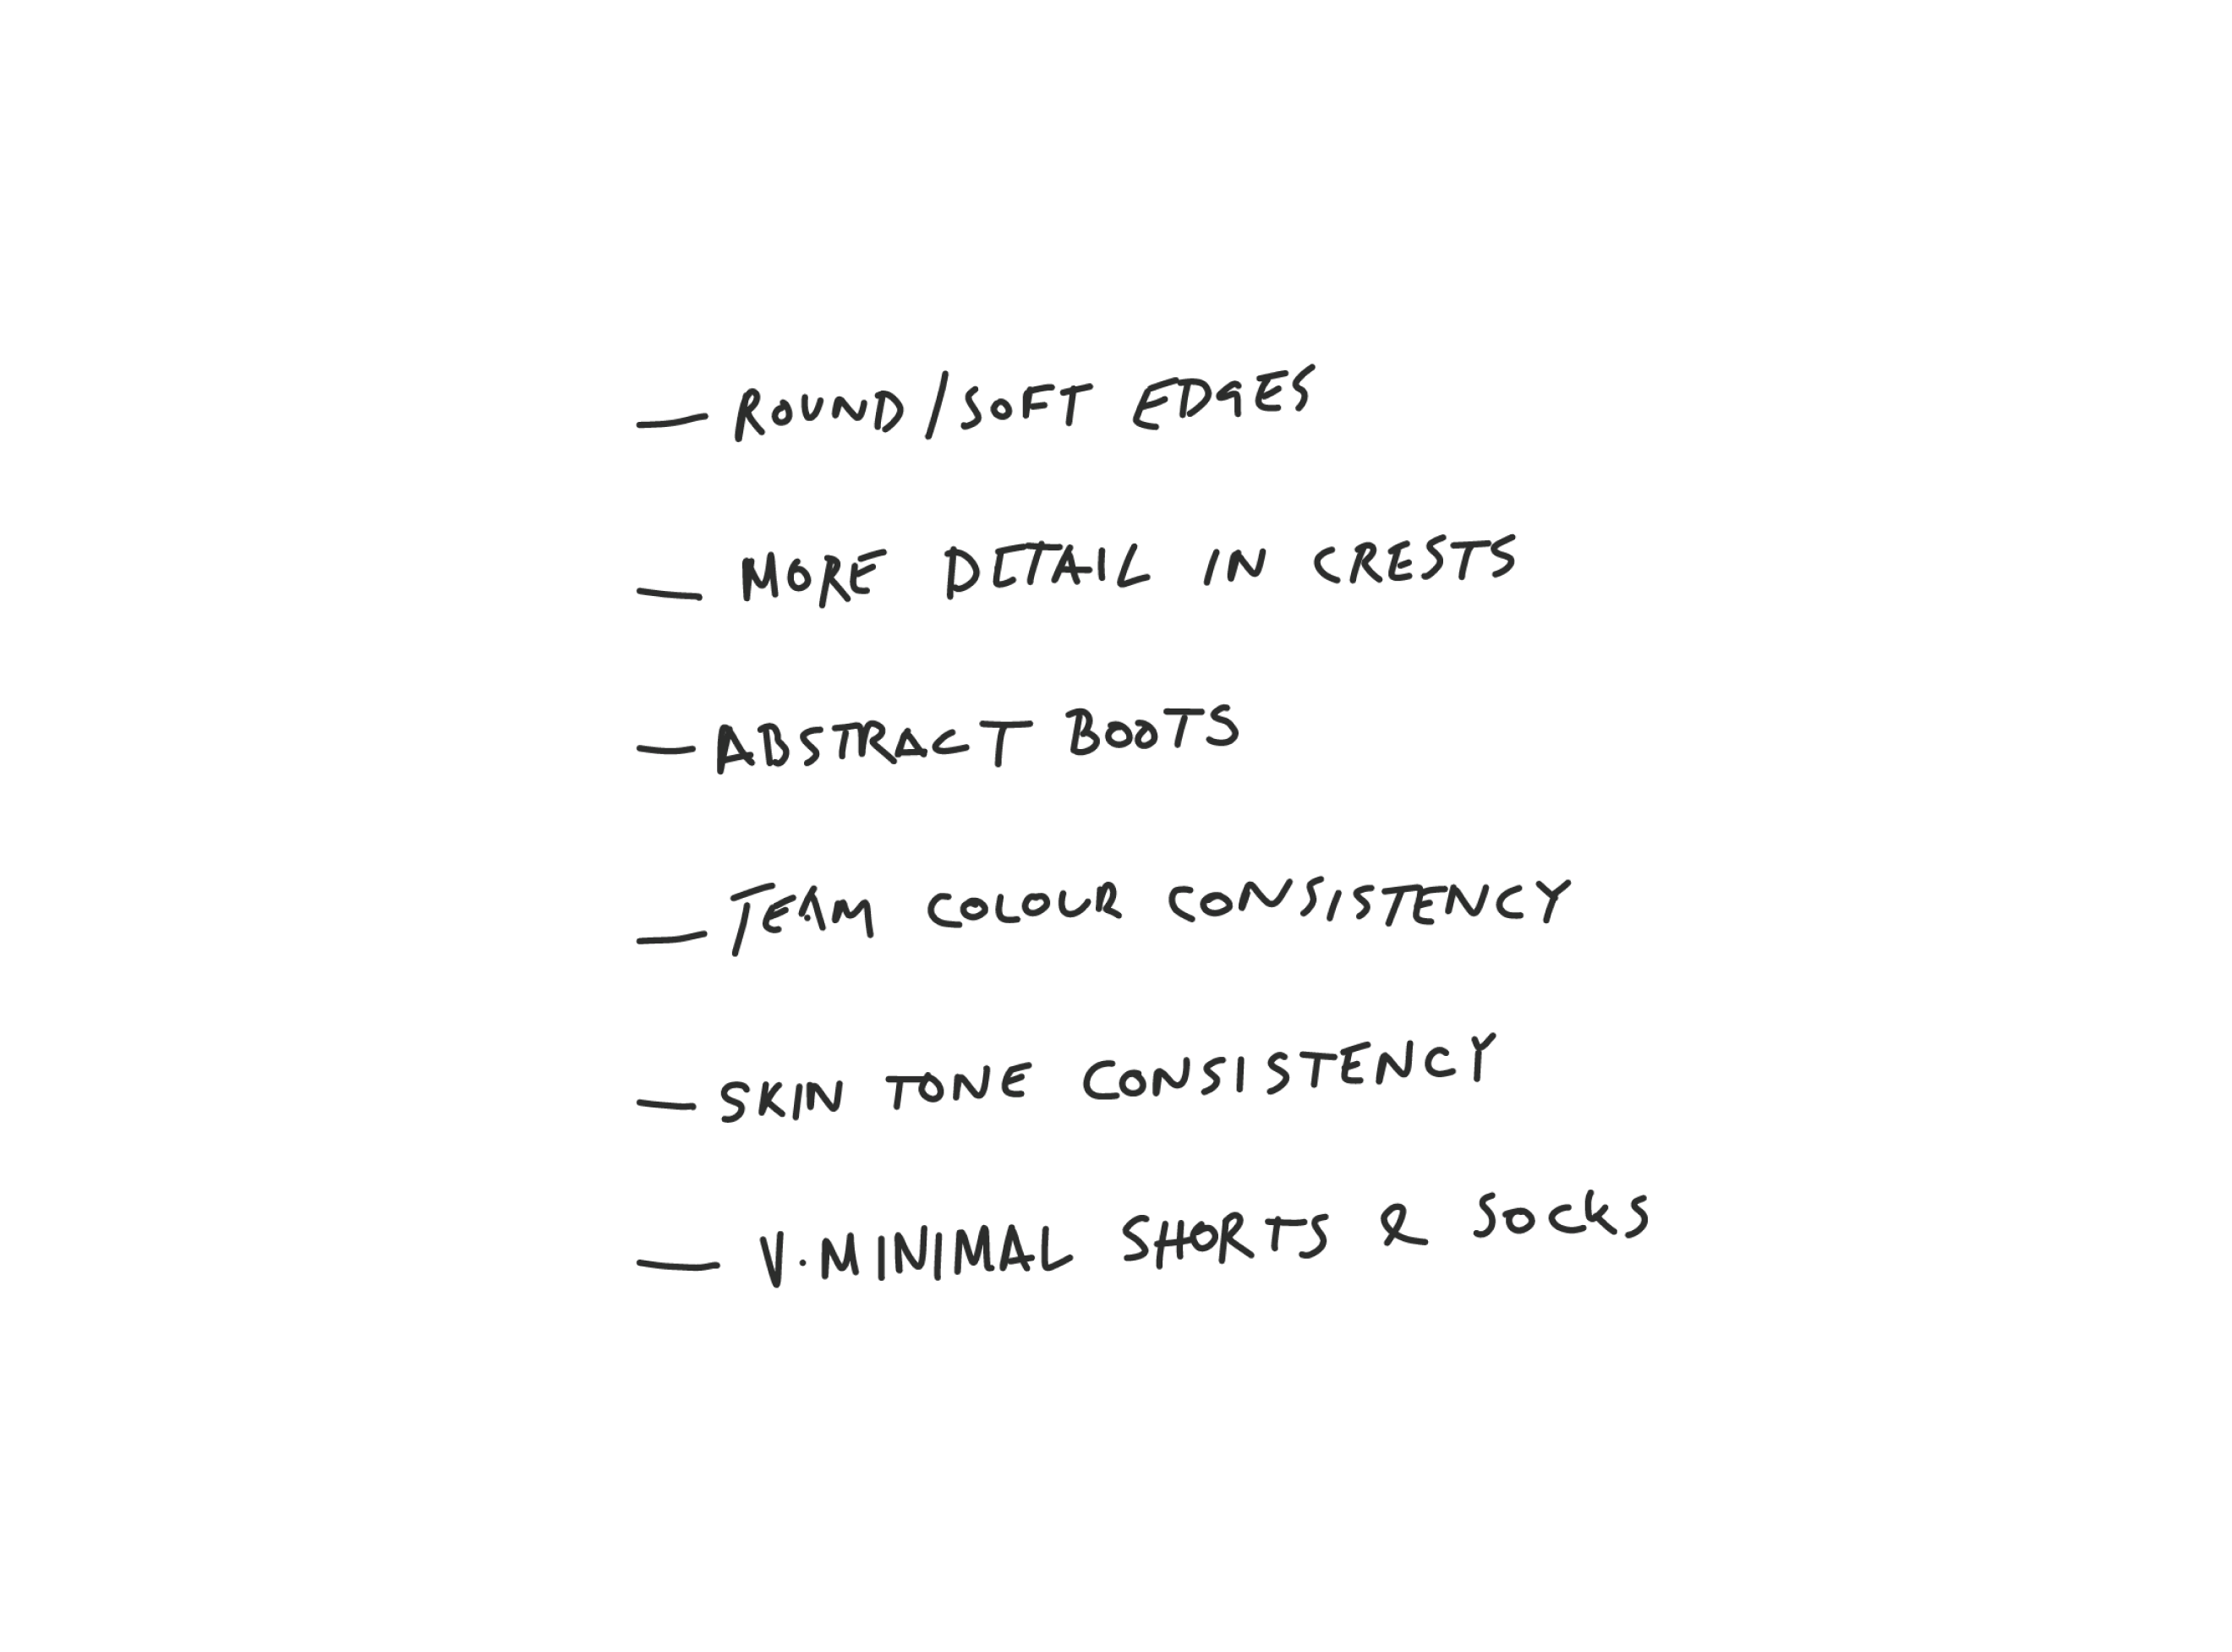 — ROUND/SOFT EDGES
— MORE DETAIL IN CRESTS
— ABSTRACT BOOTS
— TEAM COLOUR CONSISTENCY
— SKIN TONE CONSISTENCY
— V. MINIMAL SHORTS & SOCKS